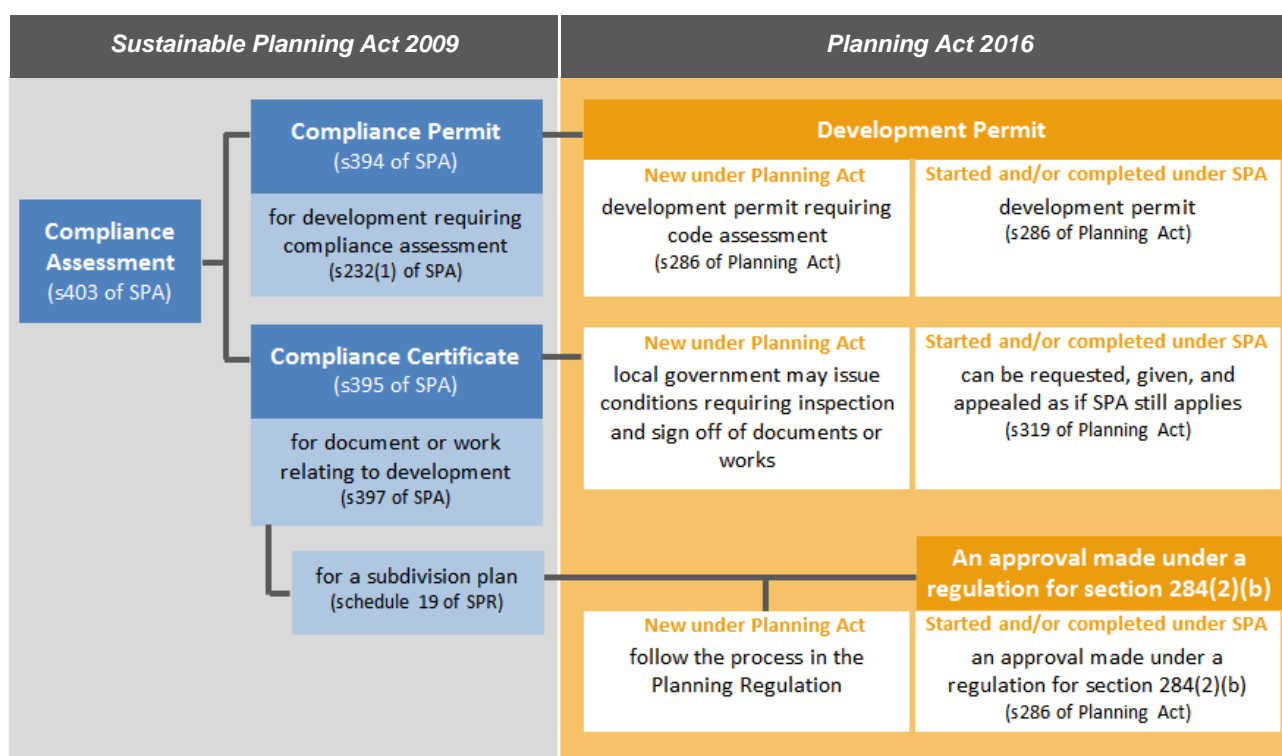 Sustainable Planning Act 2009
Planning Act 2016
Compliance
Assessment
(s403 of SPA)
Compliance Permit
(s394 of SPA)
for development requiring
compliance assessment
(s232(1) of SPA)
Development Permit
New under Planning Act
development permit requiring
code assessment
(s286 of Planning Act)
Started and/or completed under SPA
development permit
(s286 of Planning Act)
Compliance Certificate
(s395 of SPA)
for document or work
relating to development
(s397 of SPA)
New under Planning Act
local government may issue
conditions requiring inspection
and sign off of documents or
works
Started and/or completed under SPA
can be requested, given, and
appealed as if SPA still applies
(s319 of Planning Act)
for a subdivision plan
(schedule 19 of SPR)
An approval made under a
regulation for section 284(2)(b)
New under Planning Act
follow the process in the
Planning Regulation
Started and/or completed under SPA
an approval made under a
regulation for section 284(2)(b)
(s286 of Planning Act)